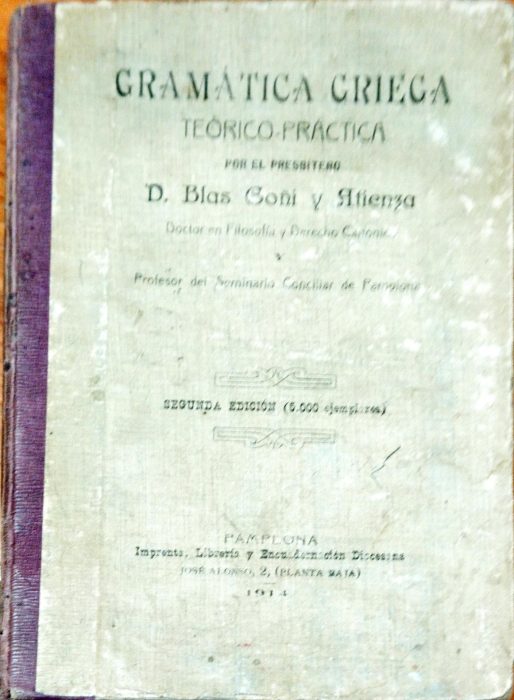 GRAMÁTICA GRIEGA
TEÓRICO-PRÁCTICA
POR EL PRESBITERO
D. Blas Goñi y Atienza
Doctor en Filosofía y Derecho Canónico
Y
Profesor del Seminario Conciliar de Pamplona
SEGUNDA EDICIÓN (5.000 ejemplares)
PAMPLONA
Imprenta, Librería y Encuadernación Diocesana
JOSÉ ALONSO, 2, (PLANTA BAJA)
1914